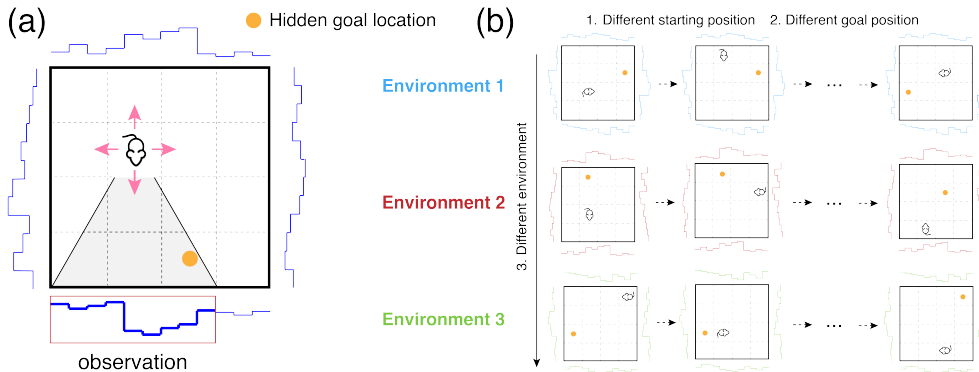 (a)
Hidden goal location
observation
(b)
1. Different starting position 2. Different goal position
3. Different environment
Environment 1
Environment 2
Environment 3